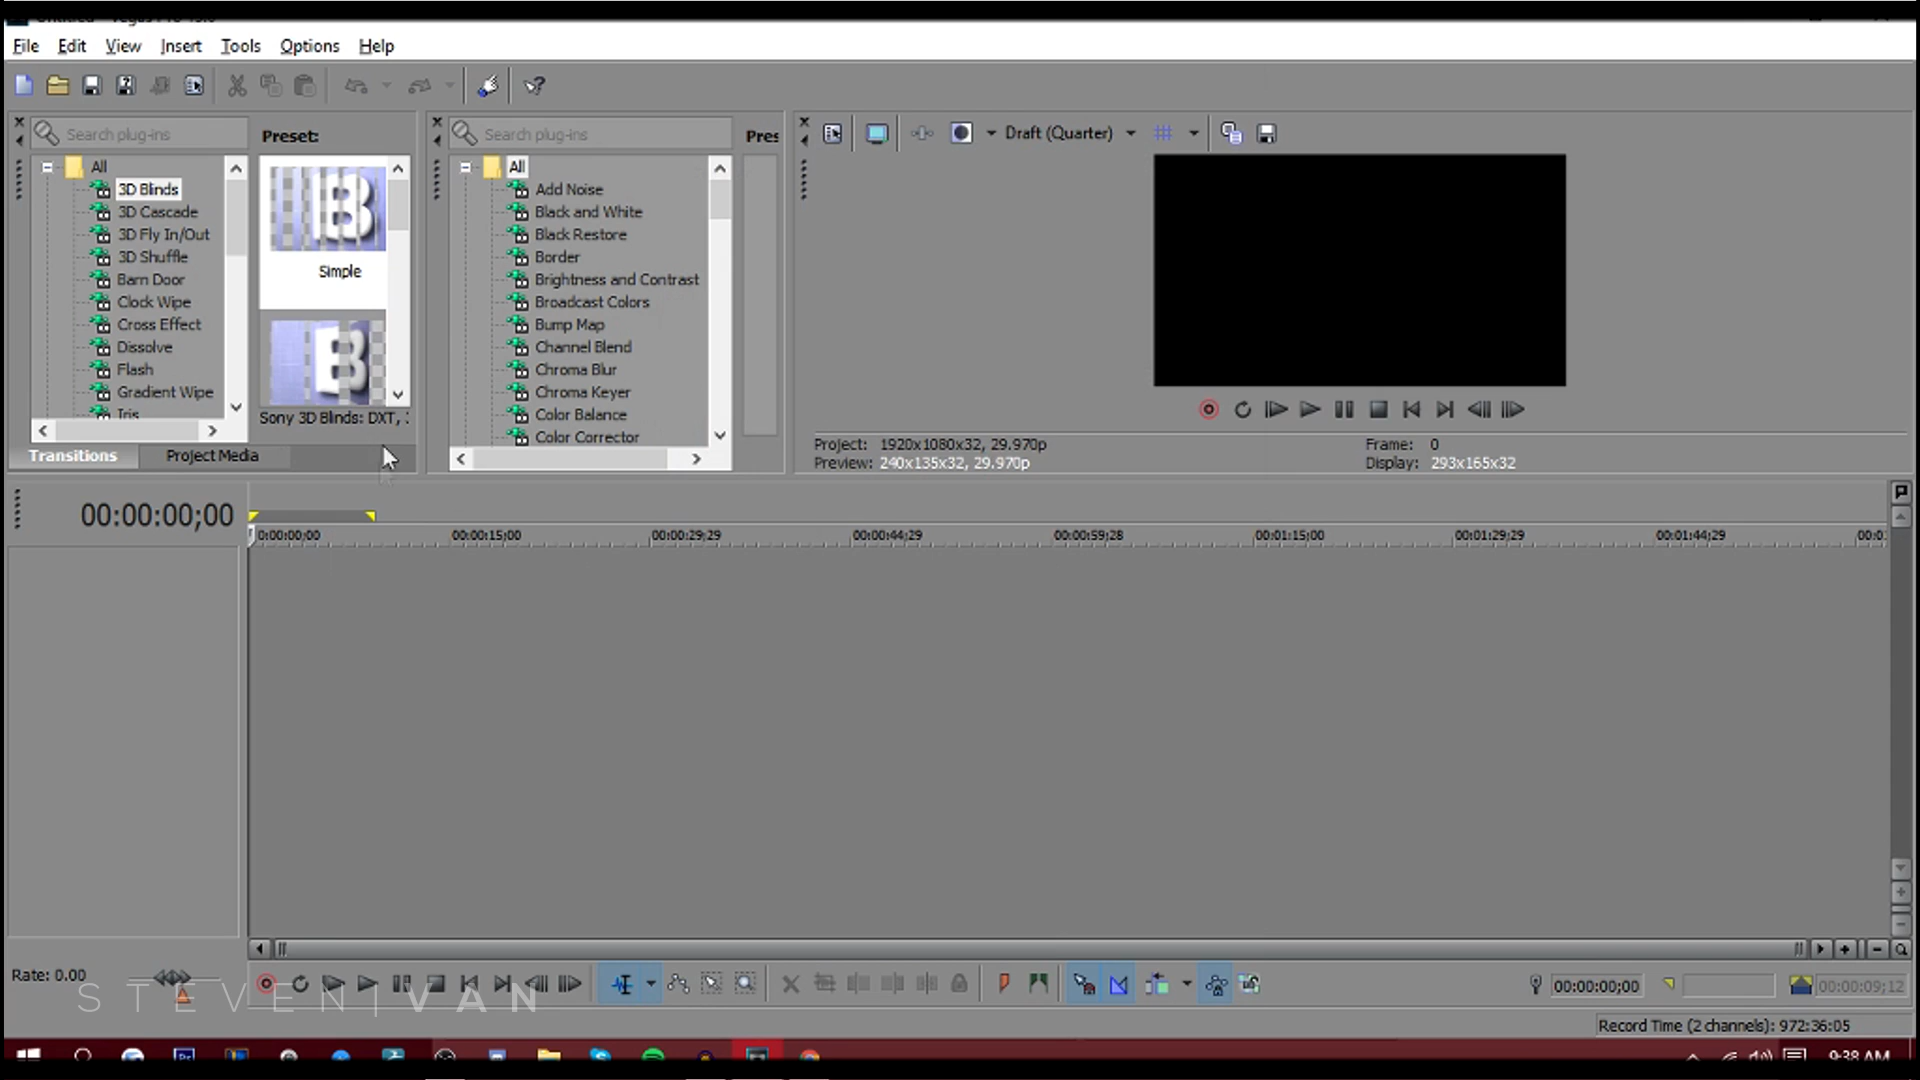 File Edit View Insert Tools Options Help
Search plug-ins
Preset:
All
3D Blinds
3D Cascade
3D Fly In/Out
3D Shuffle
Barn Door
Clock Wipe
Cross Effect
Dissolve
Flash
Gradient Wipe
Iris
Simple
Sony 3D Blinds: DXT,
Transitions Project Media
Search plug-ins
Pres
All
Add Noise
Black and White
Black Restore
Border
Brightness and Contrast
Broadcast Colors
Bump Map
Channel Blend
Chroma Blur
Chroma Keyer
Color Balance
Color Corrector
Draft (Quarter)
Project: 1920x1080x32, 29.970p
Preview: 240x135x32, 29.970p
Frame: 0
Display: 293x165x32
00:00:00;00
0:00:00;00 00:00:15;00 00:00:29;29 00:00:44;29 00:00:59;28 00:01:15;00 00:01:29;29 00:01:44;29 00:0
Rate: 0.00
STEVEN|VAN
00:00:00;00
00:00:09;12
Record Time (2 channels): 972:36:05
9:38 AM